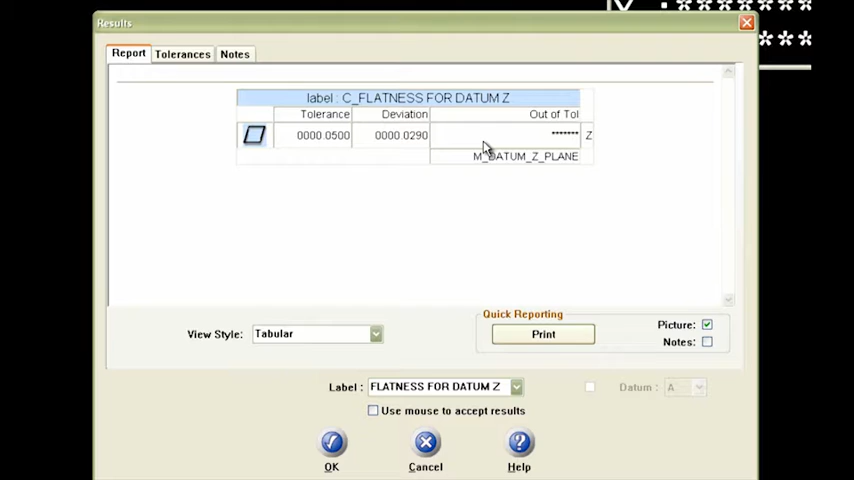 Results
Report Tolerances Notes
label : C_FLATNESS FOR DATUM Z
Tolerance Deviation Out of Tol
0000.0500 0000.0290 ******* Z
M_DATUM_Z_PLANE
Quick Reporting
View Style: Tabular Print Picture:
Notes:
Label : FLATNESS FOR DATUM Z Datum : A
Use mouse to accept results
OK Cancel Help